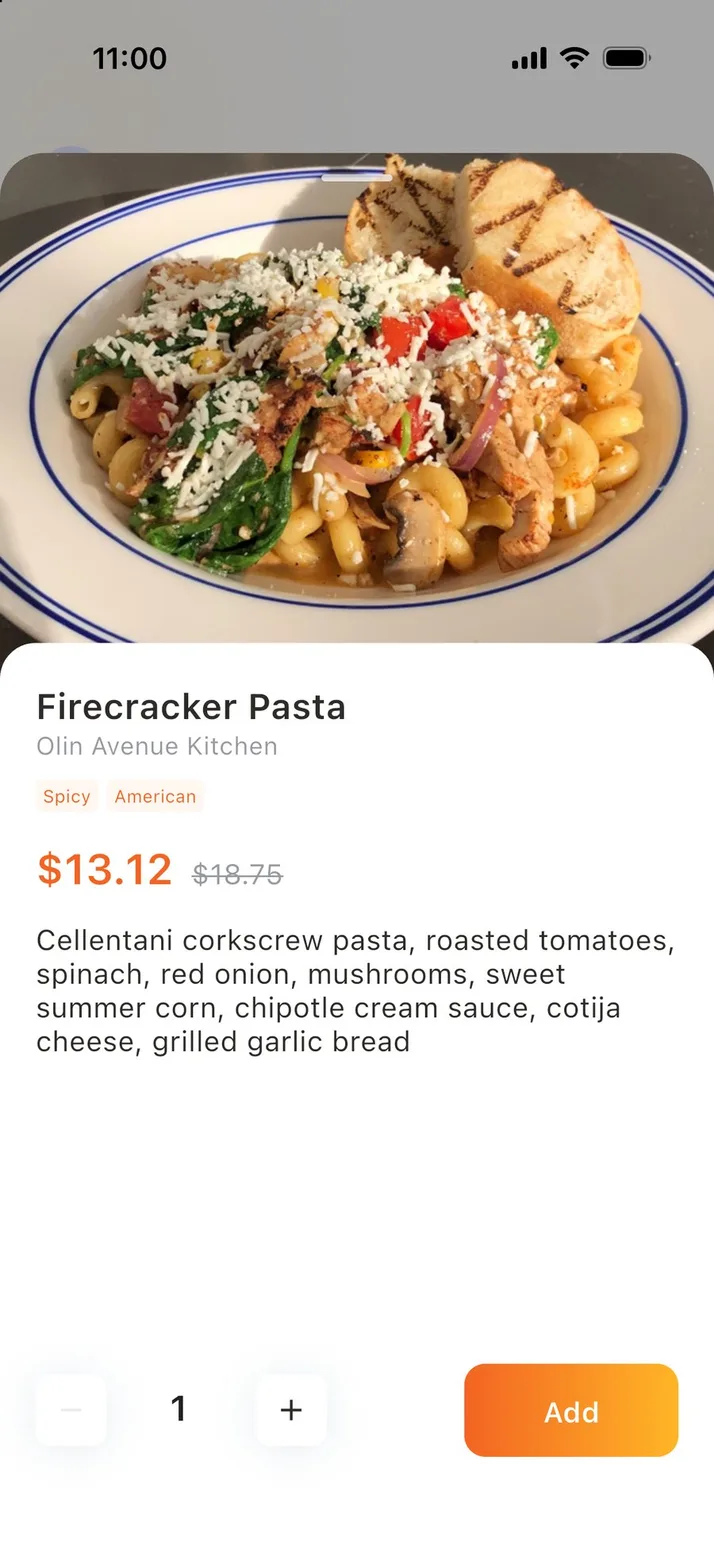 11:00
Firecracker Pasta
Olin Avenue Kitchen
Spicy American
$13.12 $18.75
Cellentani corkscrew pasta, roasted tomatoes,
spinach, red onion, mushrooms, sweet
summer corn, chipotle cream sauce, cotija
cheese, grilled garlic bread
1
Add